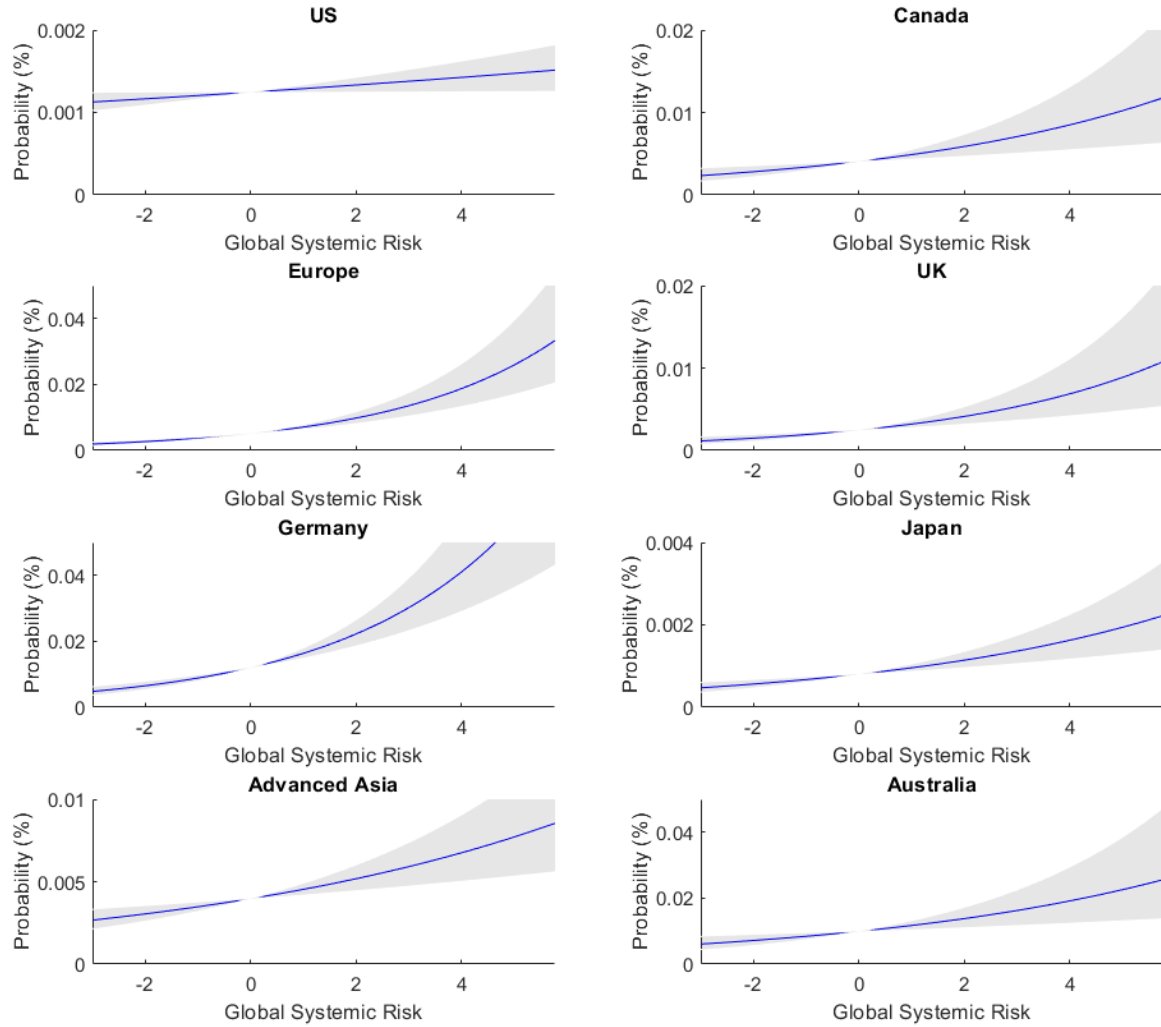 US
Probability (%)
0.002
0.001
0
-2 0 2 4
Global Systemic Risk
Canada
Probability (%)
0.02
0.01
0
-2 0 2 4
Global Systemic Risk
Europe
Probability (%)
0.04
0.02
0
-2 0 2 4
Global Systemic Risk
UK
Probability (%)
0.02
0.01
0
-2 0 2 4
Global Systemic Risk
Germany
Probability (%)
0.04
0.02
0
-2 0 2 4
Global Systemic Risk
Japan
Probability (%)
0.004
0.002
0
-2 0 2 4
Global Systemic Risk
Advanced Asia
Probability (%)
0.01
0.005
0
-2 0 2 4
Global Systemic Risk
Australia
Probability (%)
0.04
0.02
0
-2 0 2 4
Global Systemic Risk